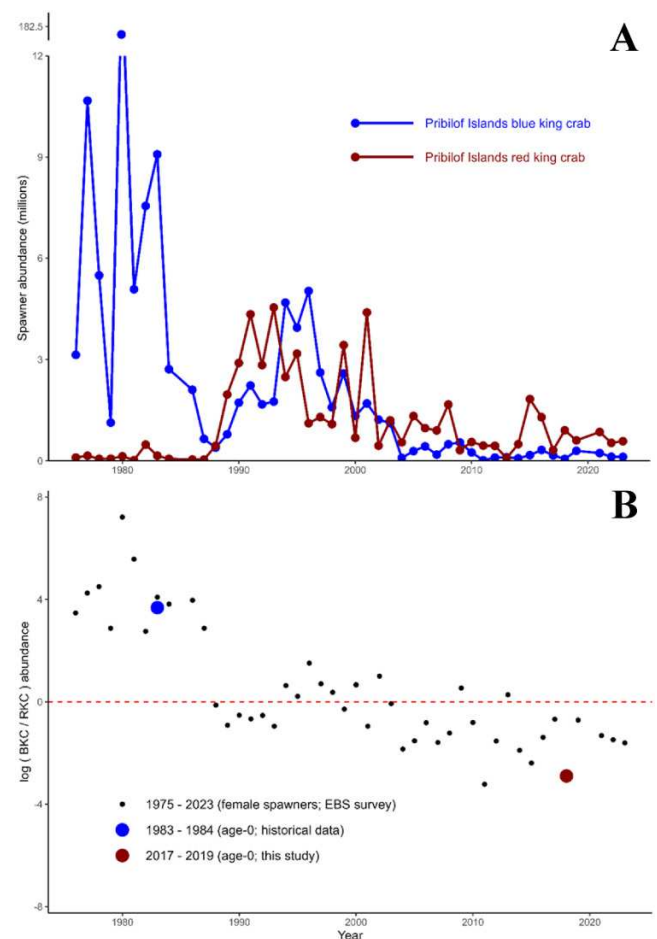 182.5
A
12
9
6
3
0
Spawner abundance (millions)
Pribilof Islands blue king crab
Pribilof Islands red king crab
1980
1990
2000
2010
2020
B
8
4
0
-4
-8
log ( BKC / RKC ) abundance
1975 - 2023 (female spawners; EBS survey)
1983 - 1984 (age-0; historical data)
2017 - 2019 (age-0; this study)
1980
1990
2000
2010
2020
Year